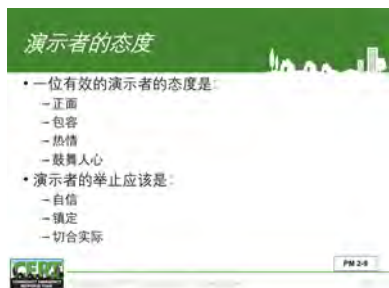 演示者的态度
• 一位有效的演示者的态度是:
– 正面
– 包容
– 热情
– 鼓舞人心
• 演示者的举止应该是:
– 自信
– 镇定
– 切合实际
CERT
PM 2-8